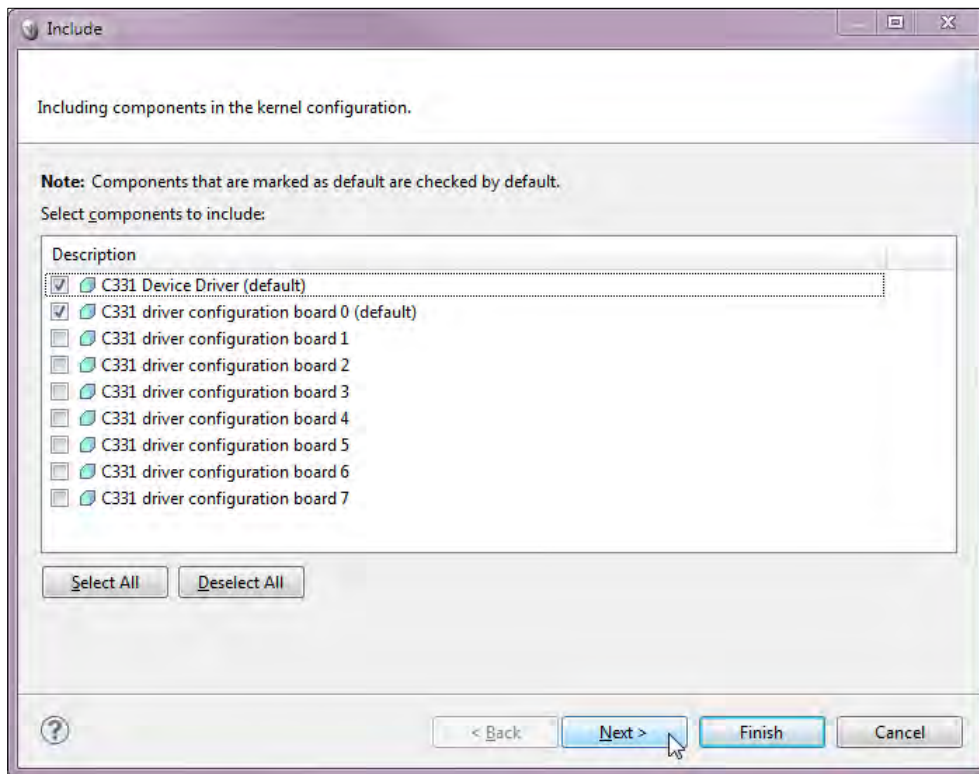 Include
Including components in the kernel configuration.
Note: Components that are marked as default are checked by default.
Select components to include:
Description
C331 Device Driver (default)
C331 driver configuration board 0 (default)
C331 driver configuration board 1
C331 driver configuration board 2
C331 driver configuration board 3
C331 driver configuration board 4
C331 driver configuration board 5
C331 driver configuration board 6
C331 driver configuration board 7
Select All Deselect All
? < Back Next > Finish Cancel